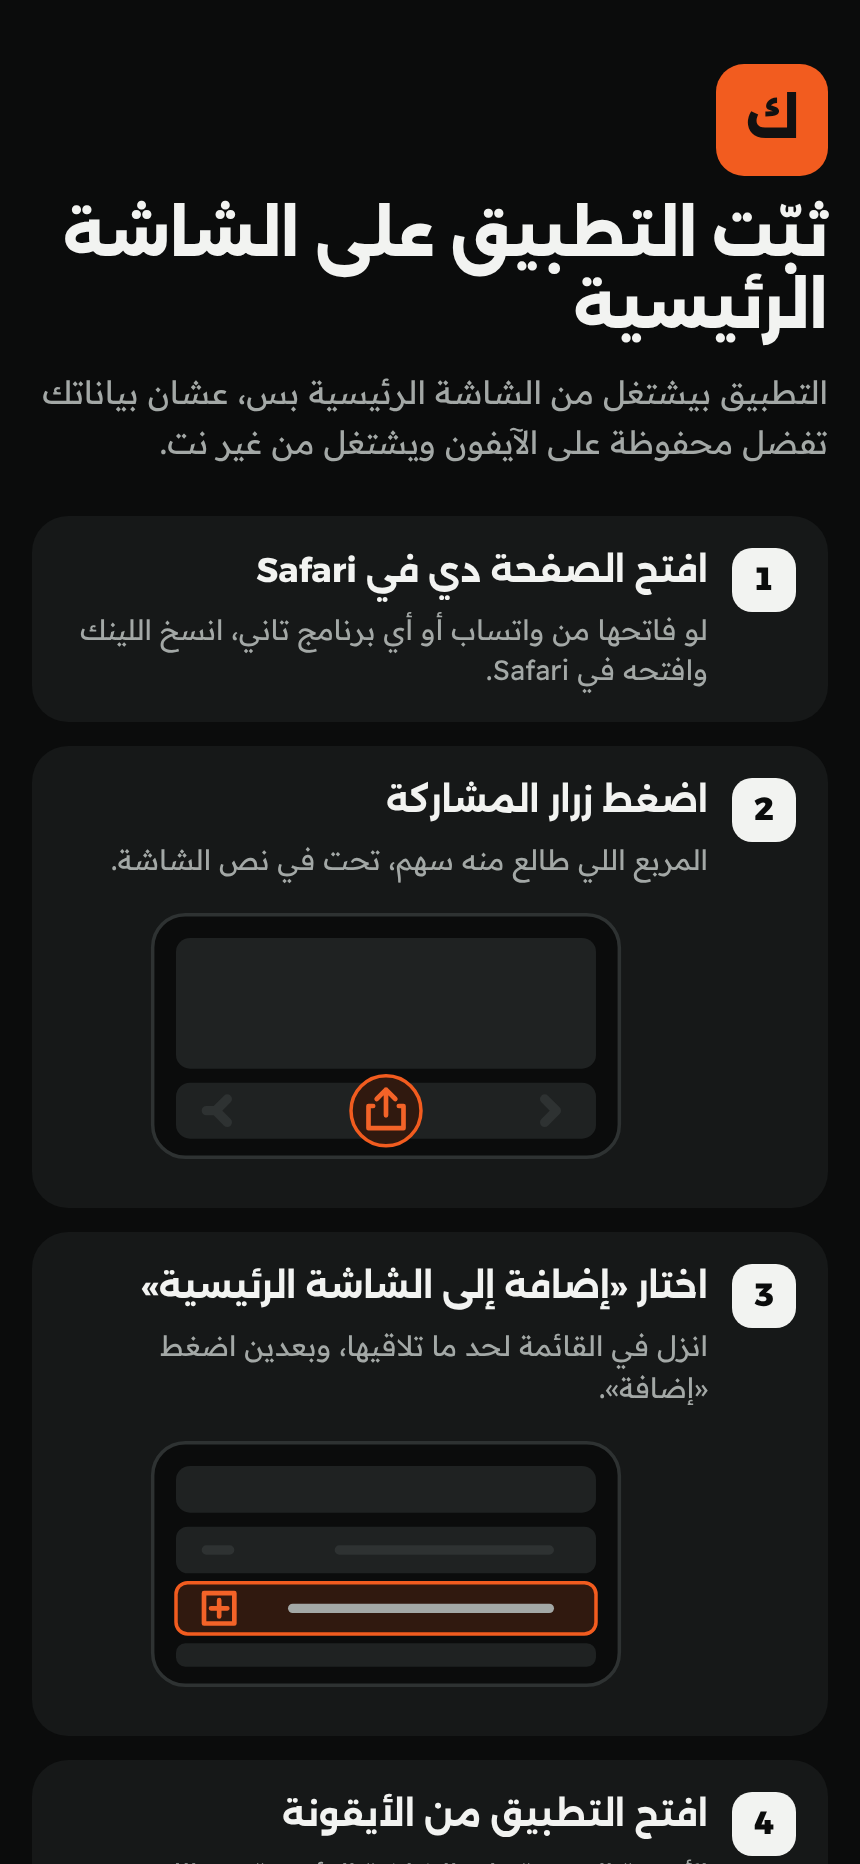 ك
ثبّت التطبيق على الشاشة
الرئيسية
التطبيق بيشتغل من الشاشة الرئيسية بس، عشان بياناتك
تفضل محفوظة على الآيفون ويشتغل من غير نت.
1
افتح الصفحة دي في Safari
لو فاتحها من واتساب أو أي برنامج تاني، انسخ اللينك
وافتحه في Safari.
2
اضغط زرار المشاركة
المربع اللي طالع منه سهم، تحت في نص الشاشة.
3
اختار «إضافة إلى الشاشة الرئيسية»
انزل في القائمة لحد ما تلاقيها، وبعدين اضغط
«إضافة».
4
افتح التطبيق من الأيقونة